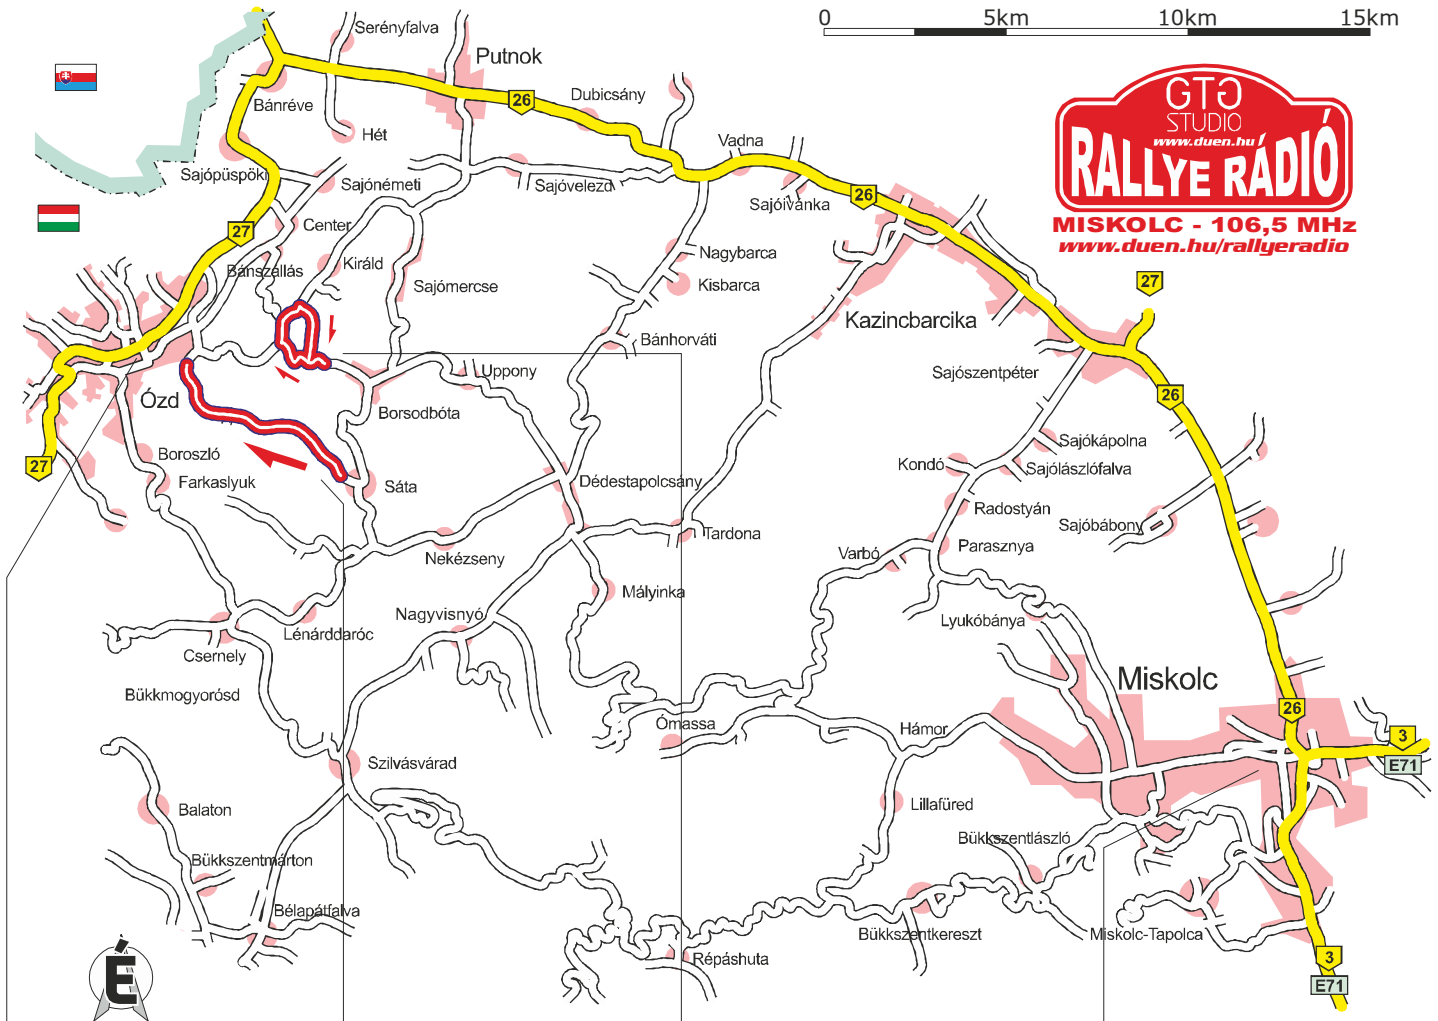 0 5km 10km 15km
Serényfalva
Putnok
GTG
STUDIO
www.duen.hu
RALLYE RÁDIÓ
MISKOLC - 106,5 MHz
www.duen.hu/rallyeradio
Bánréve
26
Dubicsány
Hét
Vadna
Sajópüspöki
Sajónémeti
Sajóvelezd
Sajóivánka
26
27
Center
Bánszállás
Királd
Sajómercse
Nagybarca
Kisbarca
27
Kazincbarcika
Bánhorváti
Uppony
Sajószentpéter
26
Ózd
Borsodbóta
Sajókápolna
Boroszló
27
Kondó
Sajólászlófalva
Farkaslyuk
Sáta
Dédestapolcsány
Radostyán
Sajóbábony
Tardona
Nekézseny
Varbó
Parasznya
Mályinka
Nagyvisnyó
Lyukóbánya
Lénárddaróc
Csernely
Miskolc
Bükkmogyorósd
26
Ómassa
Hámor
3
E71
Szilvásvárad
Balaton
Lillafüred
Bükkszentlászló
Bükkszentmárton
Bélapátfalva
Bükkszentkereszt
Miskolc-Tapolca
Répáshuta
3
E71
É